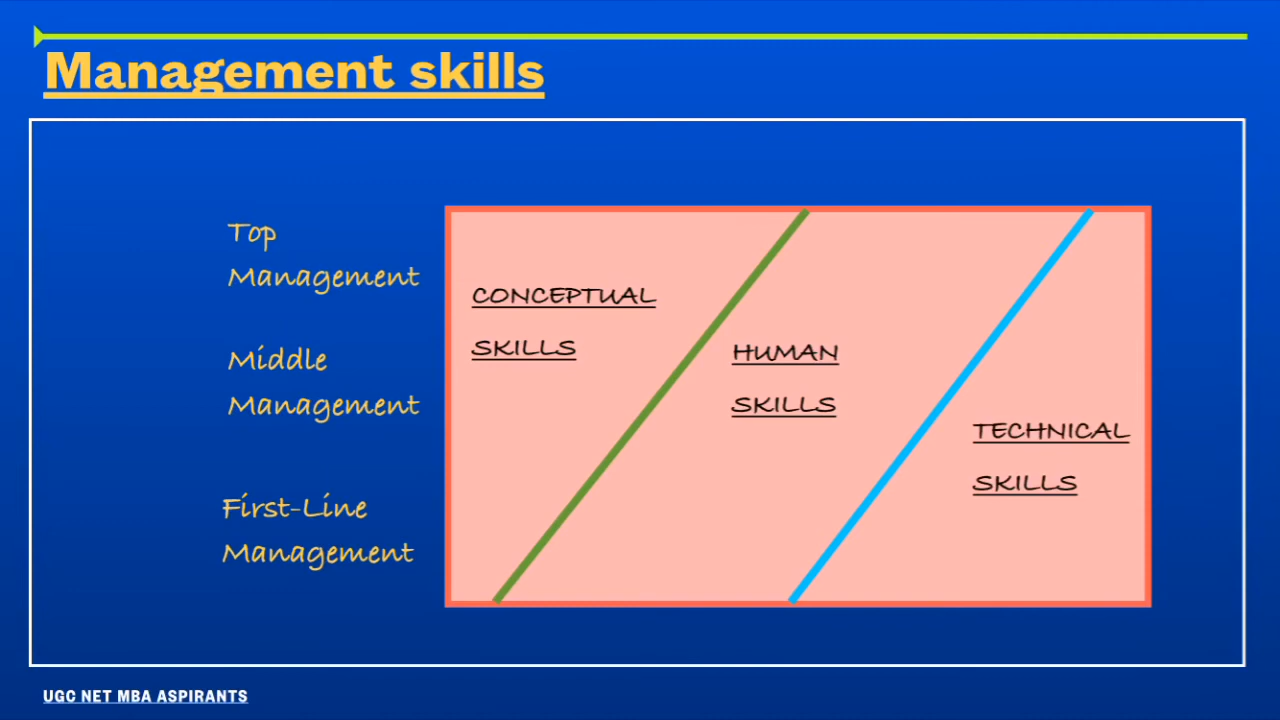 Management skills
Top
Management
CONCEPTUAL
SKILLS
Middle
Management
HUMAN
SKILLS
TECHNICAL
SKILLS
First-Line
Management
UGC NET MBA ASPIRANTS